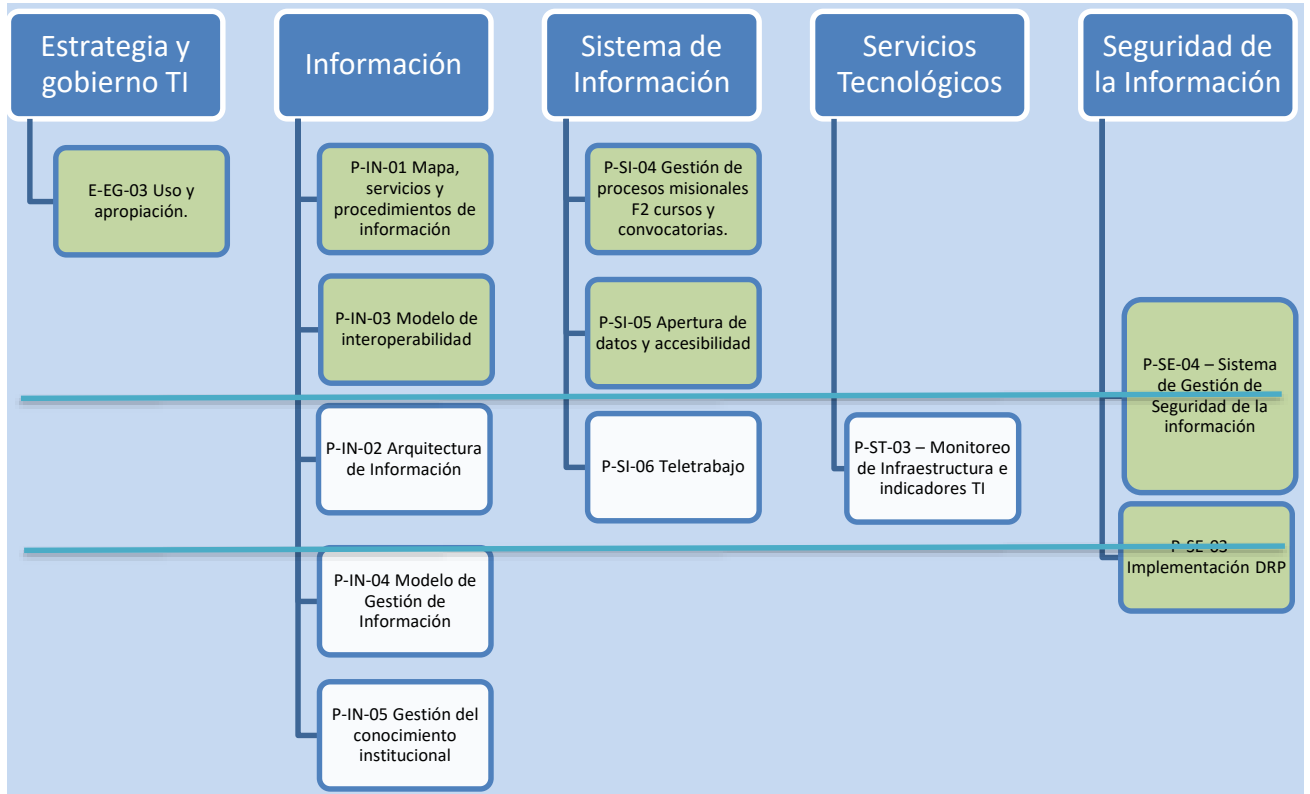 Estrategia y
gobierno TI
E-EG-03 Uso y
apropiación.
Información
P-IN-01 Mapa,
servicios y
procedimientos de
información
P-IN-03 Modelo de
interoperabilidad
P-IN-02 Arquitectura
de Información
P-IN-04 Modelo de
Gestión de
Información
P-IN-05 Gestión del
conocimiento
institucional
Sistema de
Información
P-SI-04 Gestión de
procesos misionales
F2 cursos y
convocatorias.
P-SI-05 Apertura de
datos y accesibilidad
P-SI-06 Teletrabajo
Servicios
Tecnológicos
P-ST-03 – Monitoreo
de Infraestructura e
indicadores TI
Seguridad de
la Información
P-SE-04 – Sistema
de Gestión de
Seguridad de la
información
P-SE-03
Implementación DRP